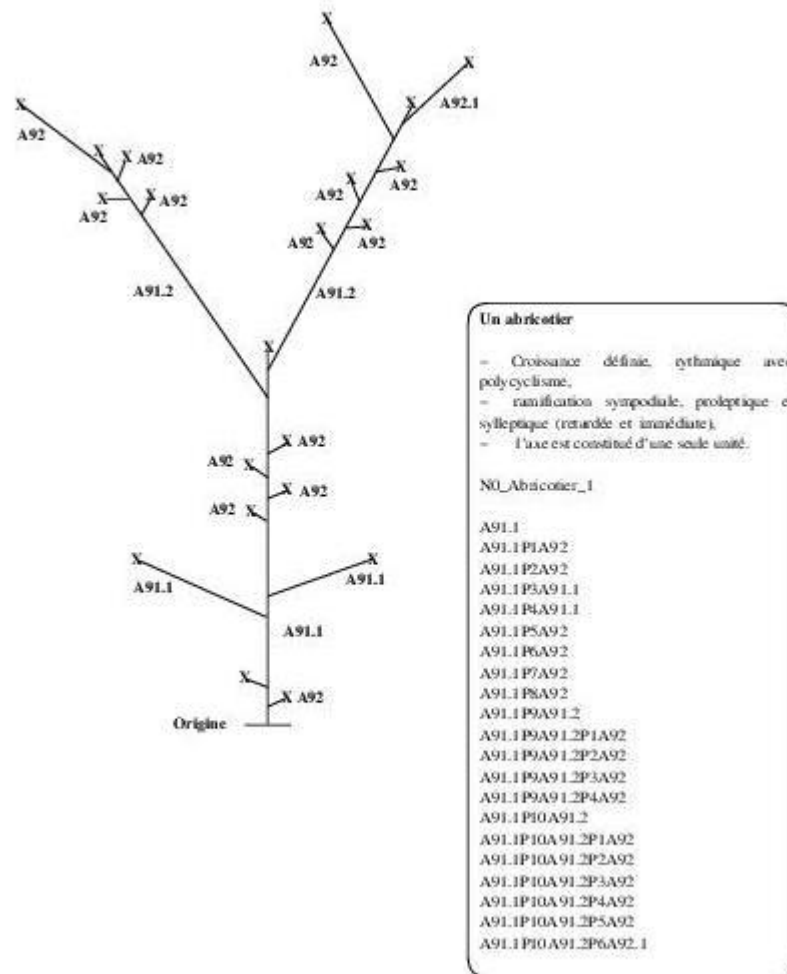 X
A92
X
A92.1
X
X
A92
X
X
A92
X
A92
X
A92
X
A92
X
A92
X
A92
X
A92
X
A92
A91.2
A91.2
X
X
A92
A92
X
X
A92
A92
X
X
X
A91.1
A91.1
A91.1
X
X
A92
Origine
Un abricotier
– Croissance définie, rythmique avec
polycyclisme,
– ramification sympodiale, proleptique e
sylleptique (retardée et immédiate),
– l'axe est constitué d'une seule unité.
N0_Abricotier_1
A91.1
A91.1P1A92
A91.1P2A92
A91.1P3A91.1
A91.1P4A91.1
A91.1P5A92
A91.1P6A92
A91.1P7A92
A91.1P8A92
A91.1P9A91.2
A91.1P9A91.2P1A92
A91.1P9A91.2P2A92
A91.1P9A91.2P3A92
A91.1P9A91.2P4A92
A91.1P10A91.2
A91.1P10A91.2P1A92
A91.1P10A91.2P2A92
A91.1P10A91.2P3A92
A91.1P10A91.2P4A92
A91.1P10A91.2P5A92
A91.1P10A91.2P6A92.1